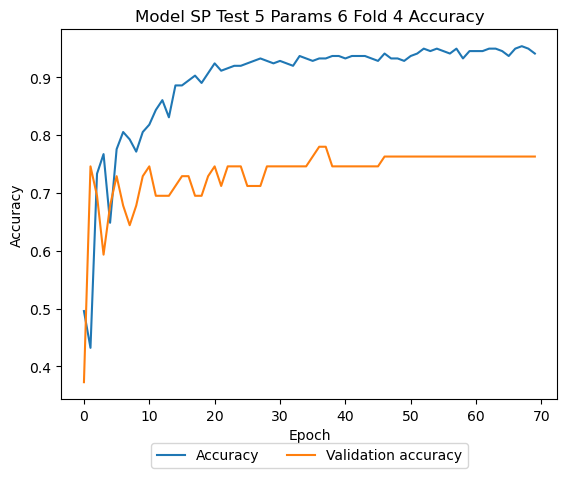 Model SP Test 5 Params 6 Fold 4 Accuracy
0.9
0.8
0.7
0.6
0.5
0.4
Accuracy
0 10 20 30 40 50 60 70
Epoch
Accuracy Validation accuracy